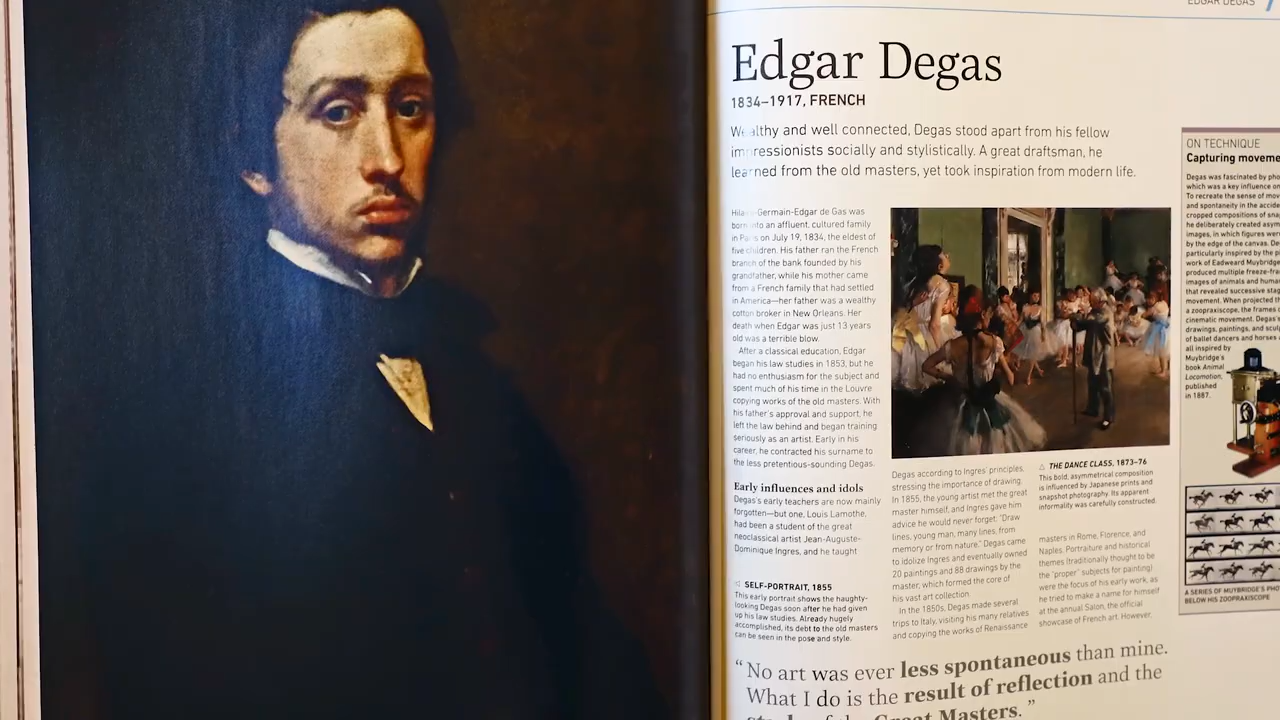 EDGAR DEGAS
Edgar Degas
1834–1917, FRENCH
Wealthy and well connected, Degas stood apart from his fellow
impressionists socially and stylistically. A great draftsman, he
learned from the old masters, yet took inspiration from modern life.
Germain-Edgar de Gas was
born into an affluent, cultured family
in Paris on July 19, 1834, the eldest of
five children. His father ran the French
branch of the bank founded by his
grandfather, while his mother came
from a French family that had settled
in America—her father was a wealthy
cotton broker in New Orleans. Her
death when Edgar was just 13 years
old was a terrible blow.
After a classical education, Edgar
began his law studies in 1853, but he
had no enthusiasm for the subject and
spent much of his time in the Louvre
copying works of the old masters. With
his father's approval and support, he
left the law behind and began training
seriously as an artist. Early in his
career, he contracted his surname to
the less pretentious-sounding Degas.
Early influences and idols
Degas's early teachers are now mainly
forgotten—but one, Louis Lamothe,
had been a student of the great
neoclassical artist Jean-Auguste-
Dominique Ingres, and he taught
◁ SELF-PORTRAIT, 1855
This early portrait shows the haughty-
looking Degas soon after he had given
up his law studies. Already hugely
accomplished, its debt to the old masters
can be seen in the pose and style.
Degas according to Ingres' principles,
stressing the importance of drawing.
In 1855, the young artist met the great
master himself, and Ingres gave him
advice he would never forget. "Draw
lines, young man, many lines, from
memory or from nature." Degas came
to idolize Ingres and eventually owned
20 paintings and 88 drawings by the
master, which formed the core of
his vast art collection.
In the 1850s, Degas made several
trips to Italy, visiting his many relatives
and copying the works of Renaissance
△ THE DANCE CLASS, 1873–76
This bold, asymmetrical composition
is influenced by Japanese prints and
snapshot photography. Its apparent
informality was carefully constructed.
masters in Rome, Florence, and
Naples. Portraiture and historical
themes (traditionally thought to be
the "proper" subjects for painting)
were the focus of his early work, as
he tried to make a name for himself
at the annual Salon, the official
showcase of French art. However,
"No art was ever less spontaneous than mine.
What I do is the result of reflection and the
of the Great Masters."
ON TECHNIQUE
Capturing moveme
Degas was fascinated by pho
which was a key influence on
To recreate the sense of mov
and spontaneity in the accide
cropped compositions of sna
he deliberately created asym
images, in which figures were
by the edge of the canvas. De
particularly inspired by the p
work of Eadweard Muybridge
produced multiple freeze-fra
images of animals and human
that revealed successive stag
movement. When projected th
a zoopraxiscope, the frames c
cinematic movement. Degas's
drawings, paintings, and sculp
of ballet dancers and horses
all inspired by
Muybridge's
book Animal
Locomotion,
published
in 1887.
A SERIES OF MUYBRIDGE'S PHO
BELOW HIS ZOOPRAXISCOPE